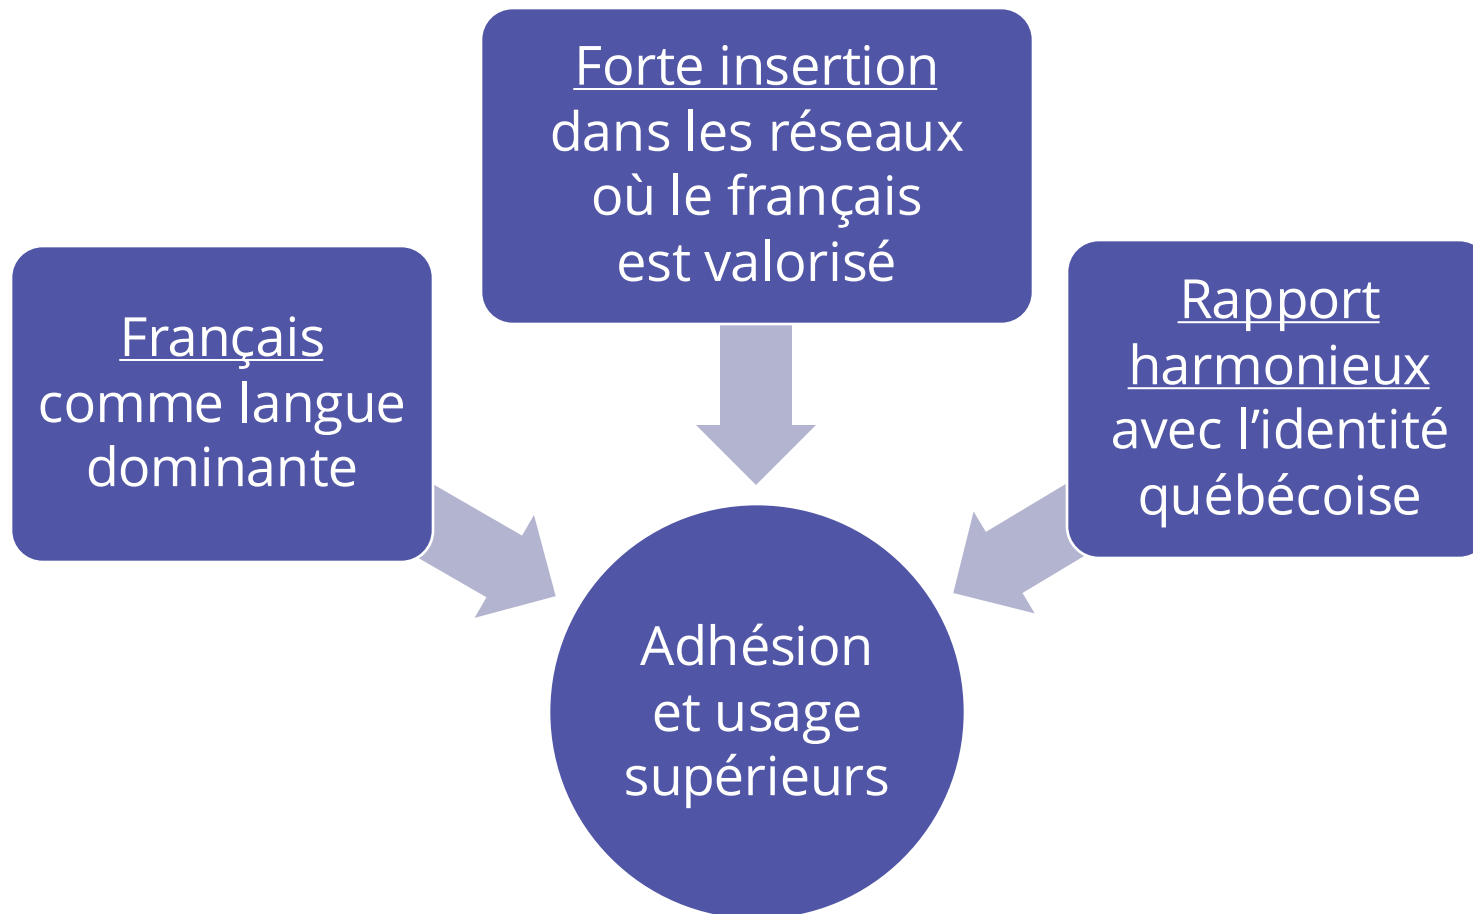 Forte insertion
dans les réseaux
où le français
est valorisé
Français
comme langue
dominante
Rapport
harmonieux
avec l’identité
québécoise
Adhésion
et usage
supérieurs